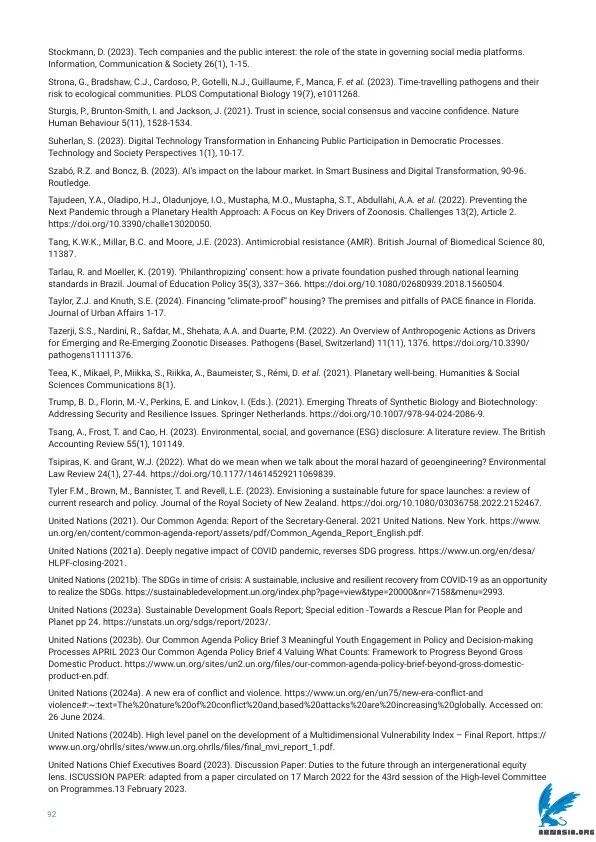 Stockmann, D. (2023). Tech companies and the public interest: the role of the state in governing social media platforms.
Information, Communication & Society 26(1), 1-15.
Strona, G., Bradshaw, C.J., Cardoso, P., Gotelli, N.J., Guillaume, F., Manca, F. et al. (2023). Time-travelling pathogens and their
risk to ecological communities. PLOS Computational Biology 19(7), e1011268.
Sturgis, P., Brunton-Smith, I. and Jackson, J. (2021). Trust in science, social consensus and vaccine confidence. Nature
Human Behaviour 5(11), 1528-1534.
Suherlan, S. (2023). Digital Technology Transformation in Enhancing Public Participation in Democratic Processes.
Technology and Society Perspectives 1(1), 10-17.
Szabó, R.Z. and Boncz, B. (2023). AI's impact on the labour market. In Smart Business and Digital Transformation, 90-96.
Routledge.
Tajudeen, Y.A., Oladipo, H.J., Oladunjoye, I.O., Mustapha, M.O., Mustapha, S.T., Abdullahi, A.A. et al. (2022). Preventing the
Next Pandemic through a Planetary Health Approach: A Focus on Key Drivers of Zoonosis. Challenges 13(2), Article 2.
https://doi.org/10.3390/challe13020050.
Tang, K.W.K., Millar, B.C. and Moore, J.E. (2023). Antimicrobial resistance (AMR). British Journal of Biomedical Science 80,
11387.
Tarlau, R. and Moeller, K. (2019). 'Philanthropizing' consent: how a private foundation pushed through national learning
standards in Brazil. Journal of Education Policy 35(3), 337–366. https://doi.org/10.1080/02680939.2018.1560504.
Taylor, Z.J. and Knuth, S.E. (2024). Financing “climate-proof” housing? The premises and pitfalls of PACE finance in Florida.
Journal of Urban Affairs 1-17.
Tazerji, S.S., Nardini, R., Safdar, M., Shehata, A.A. and Duarte, P.M. (2022). An Overview of Anthropogenic Actions as Drivers
for Emerging and Re-Emerging Zoonotic Diseases. Pathogens (Basel, Switzerland) 11(11), 1376. https://doi.org/10.3390/
pathogens11111376.
Teea, K., Mikael, P., Miikka, S., Riikka, A., Baumeister, S., Rémi, D. et al. (2021). Planetary well-being. Humanities & Social
Sciences Communications 8(1).
Trump, B. D., Florin, M.-V., Perkins, E. and Linkov, I. (Eds.). (2021). Emerging Threats of Synthetic Biology and Biotechnology:
Addressing Security and Resilience Issues. Springer Netherlands. https://doi.org/10.1007/978-94-024-2086-9.
Tsang, A., Frost, T. and Cao, H. (2023). Environmental, social, and governance (ESG) disclosure: A literature review. The British
Accounting Review 55(1), 101149.
Tsipiras, K. and Grant, W.J. (2022). What do we mean when we talk about the moral hazard of geoengineering? Environmental
Law Review 24(1), 27-44. https://doi.org/10.1177/14614529211069839.
Tyler F.M., Brown, M., Bannister, T. and Revell, L.E. (2023). Envisioning a sustainable future for space launches: a review of
current research and policy. Journal of the Royal Society of New Zealand. https://doi.org/10.1080/03036758.2022.2152467.
United Nations (2021). Our Common Agenda: Report of the Secretary-General. 2021 United Nations. New York. https://www.
un.org/en/content/common-agenda-report/assets/pdf/Common_Agenda_Report_English.pdf.
United Nations (2021a). Deeply negative impact of COVID pandemic, reverses SDG progress. https://www.un.org/en/desa/
HLPF-closing-2021.
United Nations (2021b). The SDGs in time of crisis: A sustainable, inclusive and resilient recovery from COVID-19 as an opportunity
to realize the SDGs. https://sustainabledevelopment.un.org/index.php?page=view&type=20000&nr=7158&menu=2993.
United Nations (2023a). Sustainable Development Goals Report; Special edition -Towards a Rescue Plan for People and
Planet pp 24. https://unstats.un.org/sdgs/report/2023/.
United Nations (2023b). Our Common Agenda Policy Brief 3 Meaningful Youth Engagement in Policy and Decision-making
Processes APRIL 2023 Our Common Agenda Policy Brief 4 Valuing What Counts: Framework to Progress Beyond Gross
Domestic Product. https://www.un.org/sites/un2.un.org/files/our-common-agenda-policy-brief-beyond-gross-domestic-
product-en.pdf.
United Nations (2024a). A new era of conflict and violence. https://www.un.org/en/un75/new-era-conflict-and
violence#:~:text=The%20nature%20of%20conflict%20and,based%20attacks%20are%20increasing%20globally. Accessed on:
26 June 2024.
United Nations (2024b). High level panel on the development of a Multidimensional Vulnerability Index – Final Report. https://
www.un.org/ohrlls/sites/www.un.org.ohrlls/files/final_mvi_report_1.pdf.
United Nations Chief Executives Board (2023). Discussion Paper: Duties to the future through an intergenerational equity
lens. ISCUSSION PAPER: adapted from a paper circulated on 17 March 2022 for the 43rd session of the High-level Committee
on Programmes.13 February 2023.
92
ABNASIA.ORG